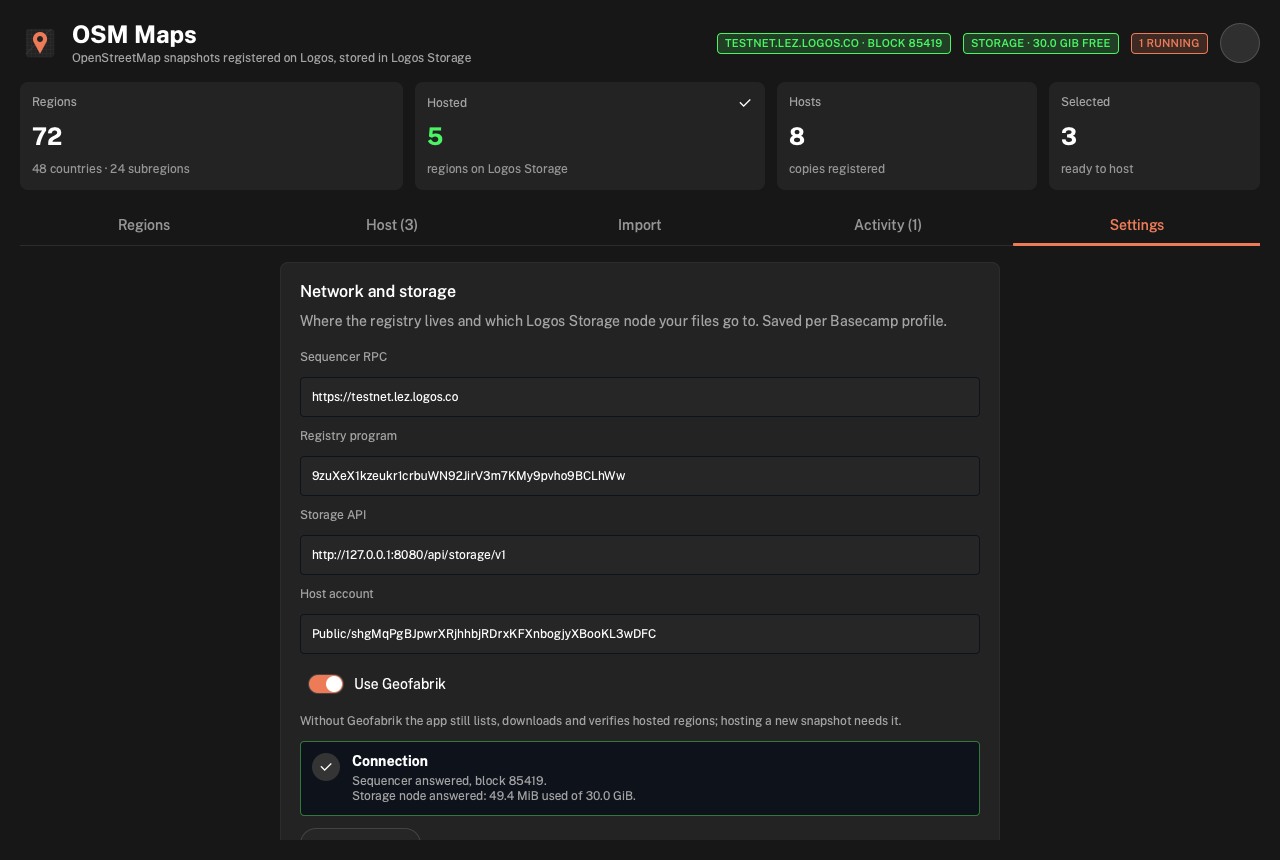 OSM Maps
OpenStreetMap snapshots registered on Logos, stored in Logos Storage
TESTNET.LEZ.LOGOS.CO · BLOCK 85419
STORAGE · 30.0 GIB FREE
1 RUNNING
Regions
72
48 countries · 24 subregions
Hosted
5
regions on Logos Storage
Hosts
8
copies registered
Selected
3
ready to host
Regions
Host (3)
Import
Activity (1)
Settings
Network and storage
Where the registry lives and which Logos Storage node your files go to. Saved per Basecamp profile.
Sequencer RPC
https://testnet.lez.logos.co
Registry program
9zuXeX1kzeukr1crbuWN92JirV3m7KMy9pvho9BCLhWw
Storage API
http://127.0.0.1:8080/api/storage/v1
Host account
Public/shgMqPgBJpwrXRjhhbjRDrxKFXnbogjyXBooKL3wDFC
Use Geofabrik
Without Geofabrik the app still lists, downloads and verifies hosted regions; hosting a new snapshot needs it.
Connection
Sequencer answered, block 85419.
Storage node answered: 49.4 MiB used of 30.0 GiB.